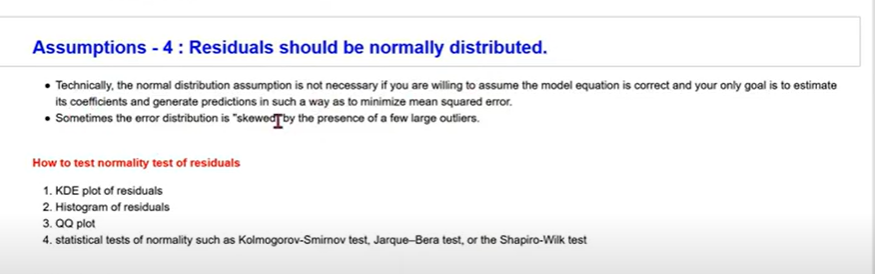 Assumptions - 4 : Residuals should be normally distributed.
• Technically, the normal distribution assumption is not necessary if you are willing to assume the model equation is correct and your only goal is to estimate
its coefficients and generate predictions in such a way as to minimize mean squared error.
• Sometimes the error distribution is "skewed" by the presence of a few large outliers.
How to test normality test of residuals
1. KDE plot of residuals
2. Histogram of residuals
3. QQ plot
4. statistical tests of normality such as Kolmogorov-Smirnov test, Jarque–Bera test, or the Shapiro-Wilk test